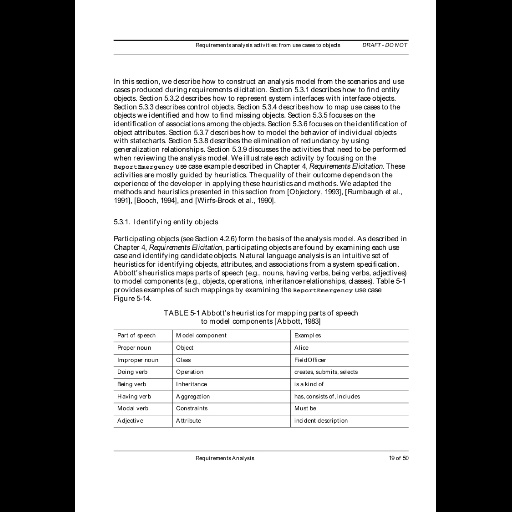 Requirements analysis activities: from use cases to objects DRAFT - DO NOT
In this section, we describe how to construct an analysis model from the scenarios and use
cases produced during requirements elicitation. Section 5.3.1 describes how to find entity
objects. Section 5.3.2 describes how to represent system interfaces with interface objects.
Section 5.3.3 describes control objects. Section 5.3.4 describes how to map use cases to the
objects we identified and how to find missing objects. Section 5.3.5 focuses on the
identification of associations among the objects. Section 5.3.6 focuses on the identification of
object attributes. Section 5.3.7 describes how to model the behavior of individual objects
with statecharts. Section 5.3.8 describes the elimination of redundancy by using
generalization relationships. Section 5.3.9 discusses the activities that need to be performed
when reviewing the analysis model. We illustrate each activity by focusing on the
ReportEmergency use case example described in Chapter 4, Requirements Elicitation. These
activities are mostly guided by heuristics. The quality of their outcome depends on the
experience of the developer in applying these heuristics and methods. We adapted the
methods and heuristics presented in this section from [Objectory, 1993], [Rumbaugh et al.,
1991], [Booch, 1994], and [Wirfs-Brock et al., 1990].
5.3.1. Identifying entity objects
Participating objects (see Section 4.2.6) form the basis of the analysis model. As described in
Chapter 4, Requirements Elicitation, participating objects are found by examining each use
case and identifying candidate objects. Natural language analysis is an intuitive set of
heuristics for identifying objects, attributes, and associations from a system specification.
Abbott's heuristics maps parts of speech (e.g., nouns, having verbs, being verbs, adjectives)
to model components (e.g., objects, operations, inheritance relationships, classes). Table 5-1
provides examples of such mappings by examining the ReportEmergency use case
Figure 5-14.
TABLE 5-1 Abbott's heuristics for mapping parts of speech
to model components [Abbott, 1983]
Part of speech Model component Examples
Proper noun Object Alice
Improper noun Class FieldOfficer
Doing verb Operation creates, submits, selects
Being verb Inheritance is a kind of
Having verb Aggregation has, consists of, includes
Modal verb Constraints Must be
Adjective Attribute incident description
Requirements Analysis 19 of 50